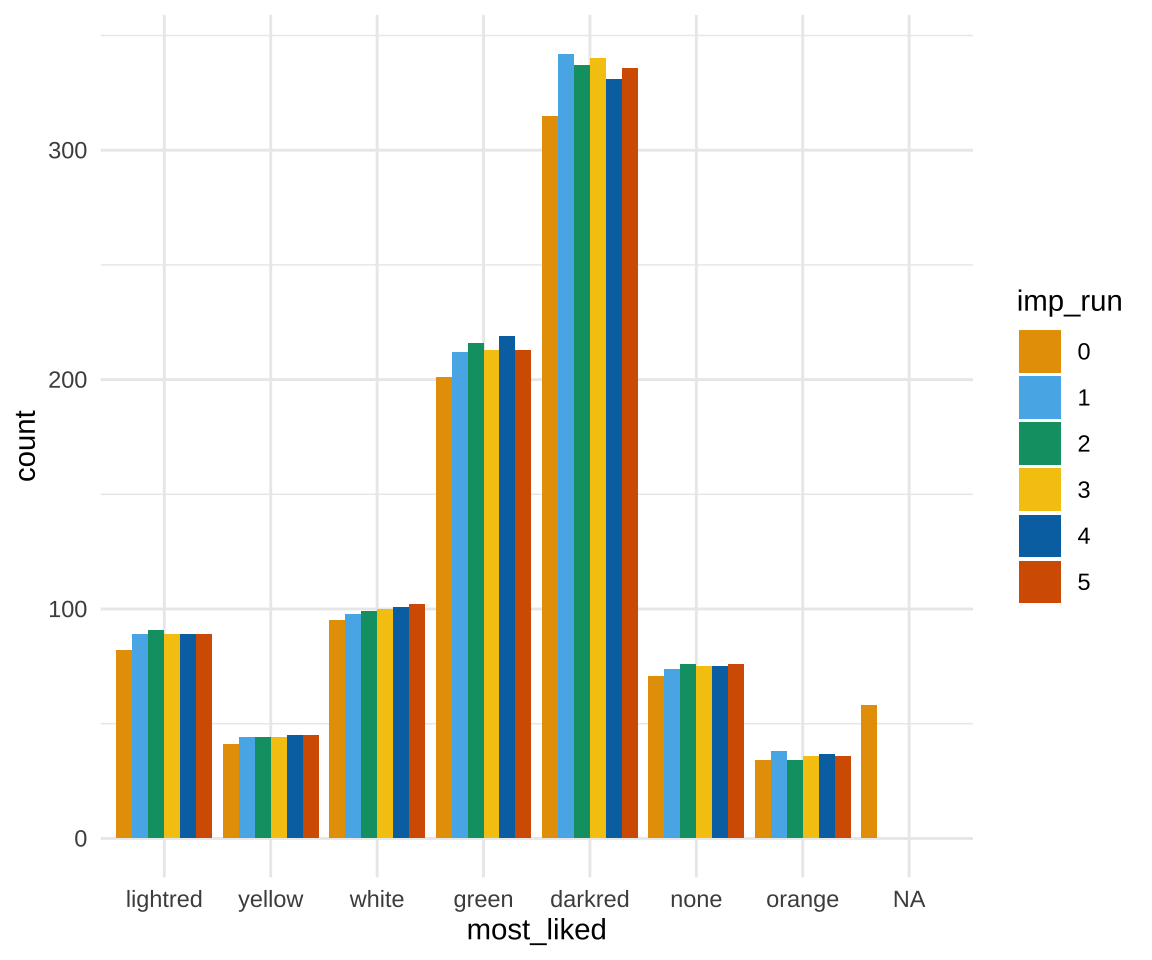 300
200
100
0
count
lightred yellow white green darkred none orange NA
most_liked
imp_run
0
1
2
3
4
5